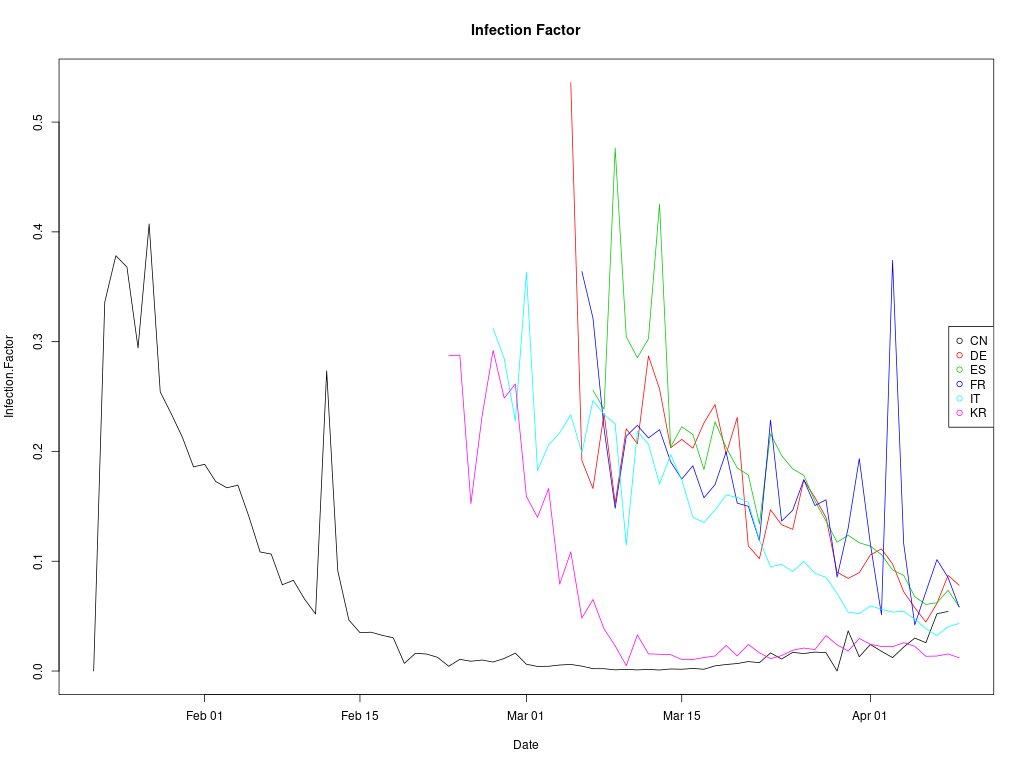 Infection Factor
Infection.Factor
0.5
0.4
0.3
0.2
0.1
0.0
CN
DE
ES
FR
IT
KR
Feb 01
Feb 15
Mar 01
Mar 15
Apr 01
Date